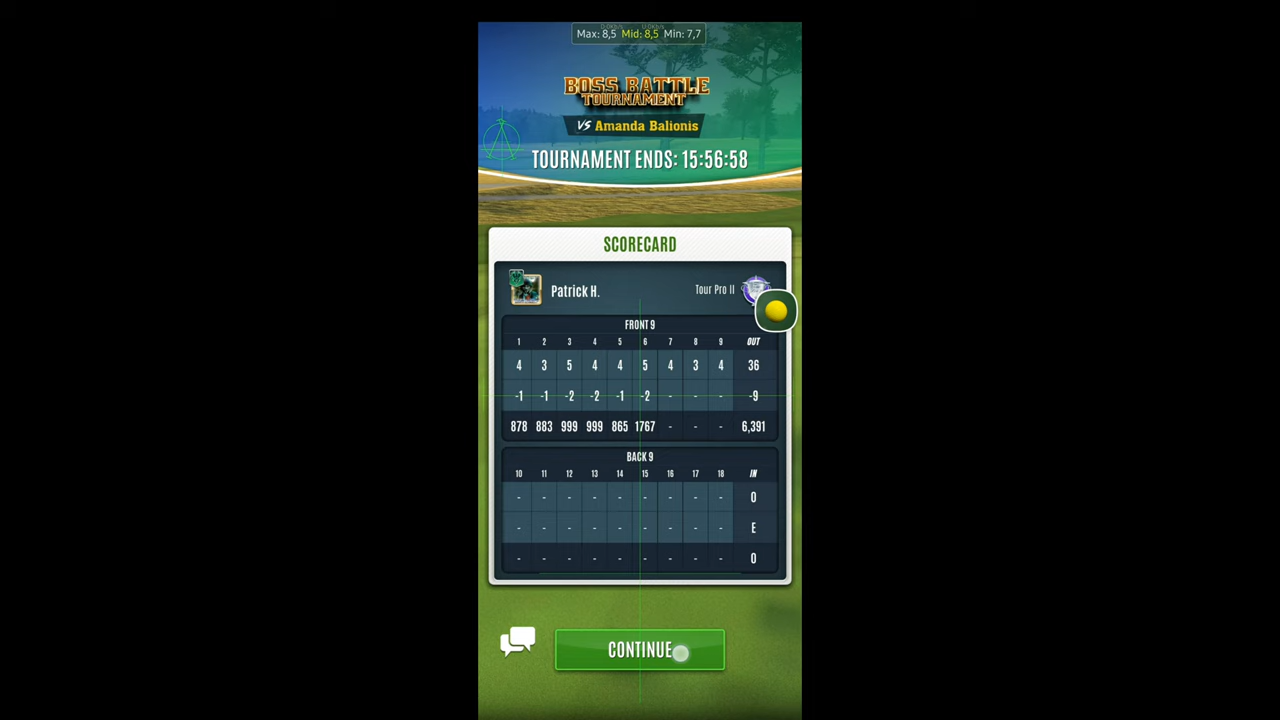 0.0Kb/s 0.0Kb/s
Max: 8,5 Mid: 8,5 Min: 7,7
BOSS BATTLE
TOURNAMENT
VS Amanda Balionis
TOURNAMENT ENDS: 15:56:58
SCORECARD
Patrick H. Tour Pro II
FRONT 9
1 2 3 4 5 6 7 8 9 OUT
4 3 5 4 4 5 4 3 4 36
-1 -1 -2 -2 -1 -2 - - - -9
878 883 999 999 865 1767 - - - 6,391
BACK 9
10 11 12 13 14 15 16 17 18 IN
- - - - - - - - - 0
- - - - - - - - - E
- - - - - - - - - 0
CONTINUE